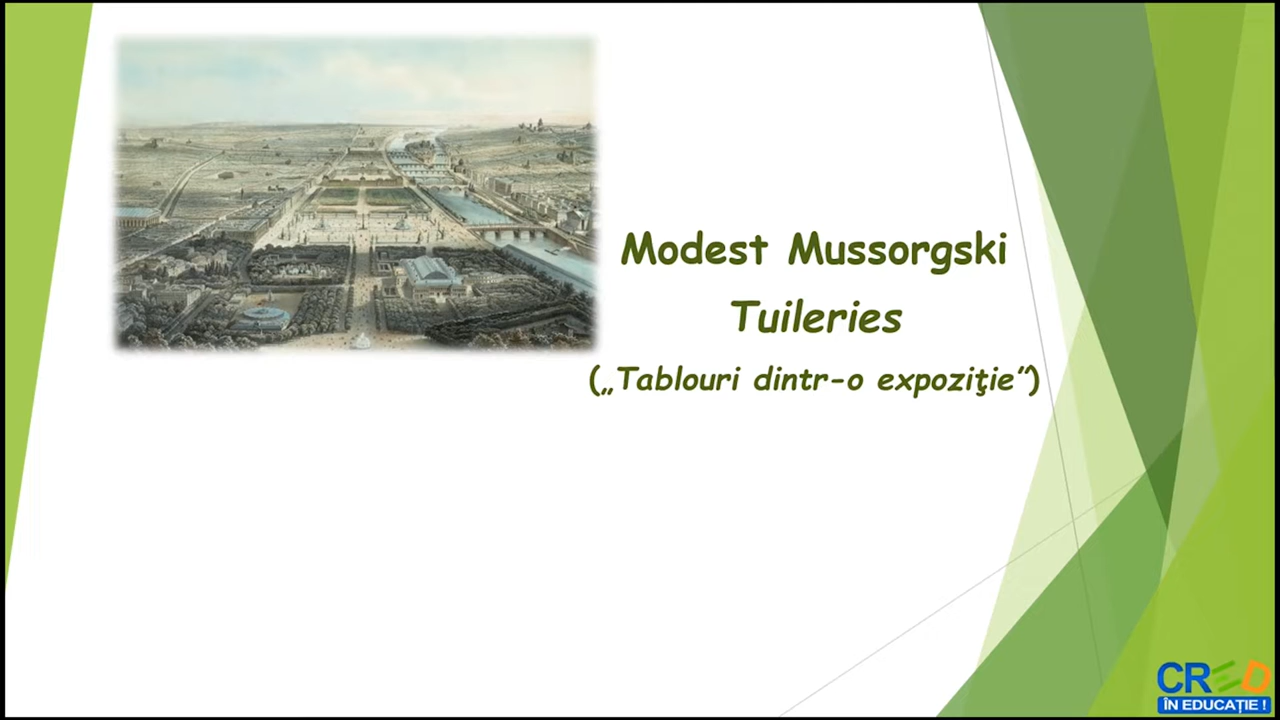 Modest Mussorgski
Tuileries
(„Tablouri dintr-o expoziţie”)
CRED
ÎN EDUCAȚIE !